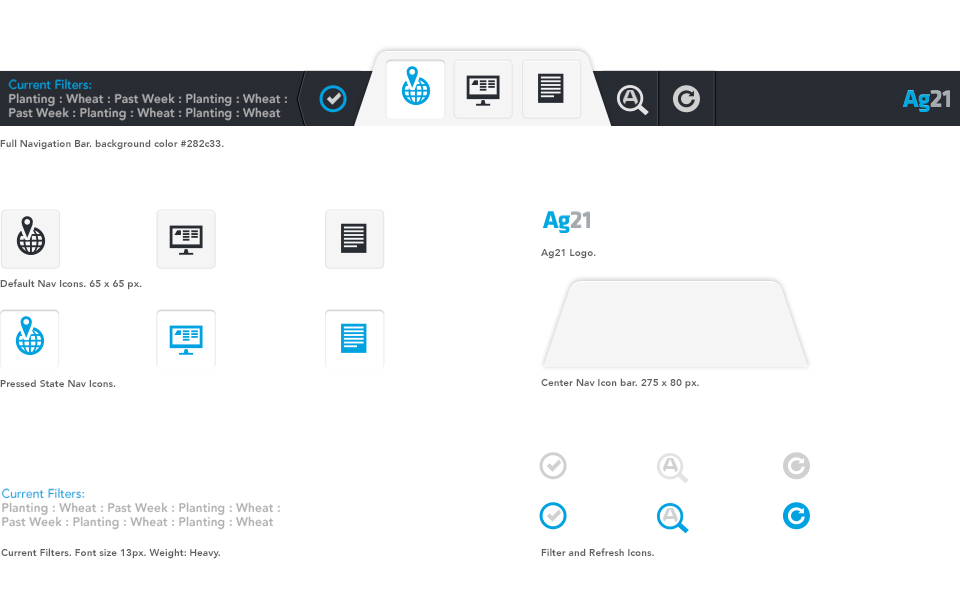 Current Filters:
Planting : Wheat : Past Week : Planting : Wheat :
Past Week : Planting : Wheat : Planting : Wheat
A
Ag21
Full Navigation Bar. background color #282c33.
Ag21
Ag21 Logo.
Default Nav Icons. 65 x 65 px.
Pressed State Nav Icons.
Center Nav Icon bar. 275 x 80 px.
A
Current Filters:
Planting : Wheat : Past Week : Planting : Wheat :
Past Week : Planting : Wheat : Planting : Wheat
A
Current Filters. Font size 13px. Weight: Heavy.
Filter and Refresh Icons.